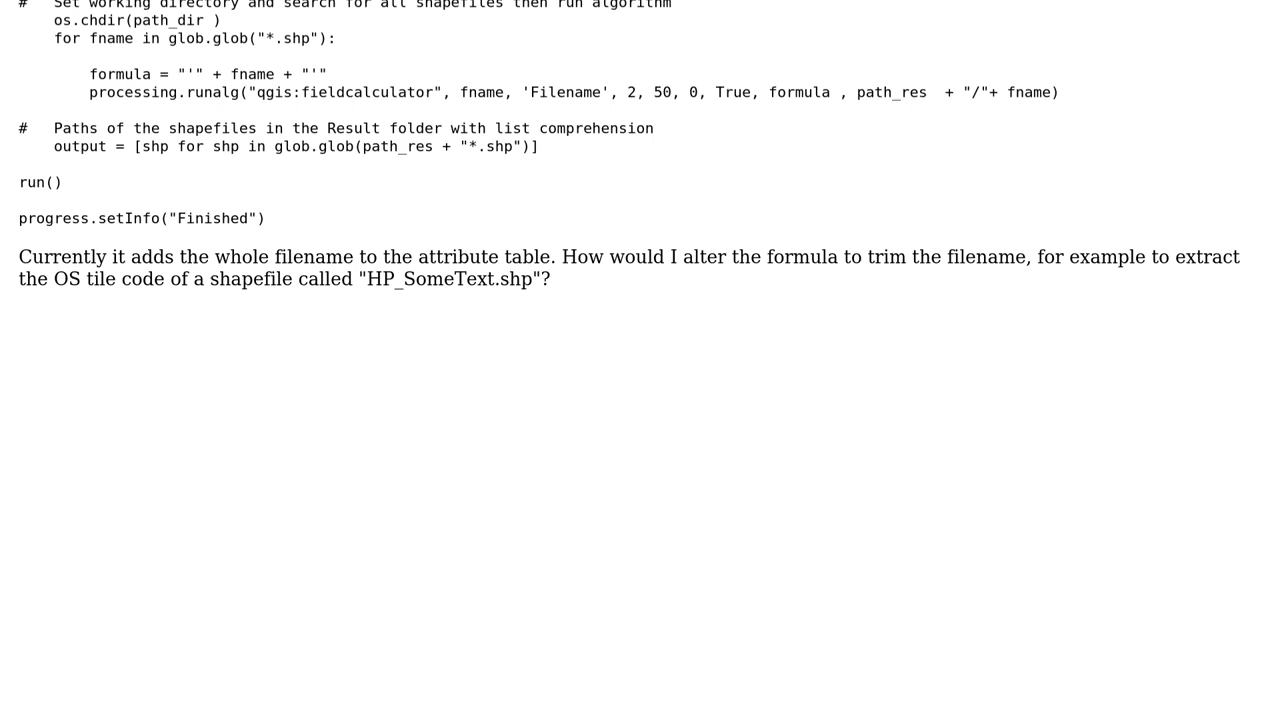 #   Set working directory and search for all shapefiles then run algorithm
    os.chdir(path_dir )
    for fname in glob.glob("*.shp"):
        formula = "'" + fname + "'"
        processing.runalg("qgis:fieldcalculator", fname, 'Filename', 2, 50, 0, True, formula , path_res  + "/"+ fname)
#   Paths of the shapefiles in the Result folder with list comprehension
    output = [shp for shp in glob.glob(path_res + "*.shp")]
run()
progress.setInfo("Finished")
Currently it adds the whole filename to the attribute table. How would I alter the formula to trim the filename, for example to extract
the OS tile code of a shapefile called "HP_SomeText.shp"?